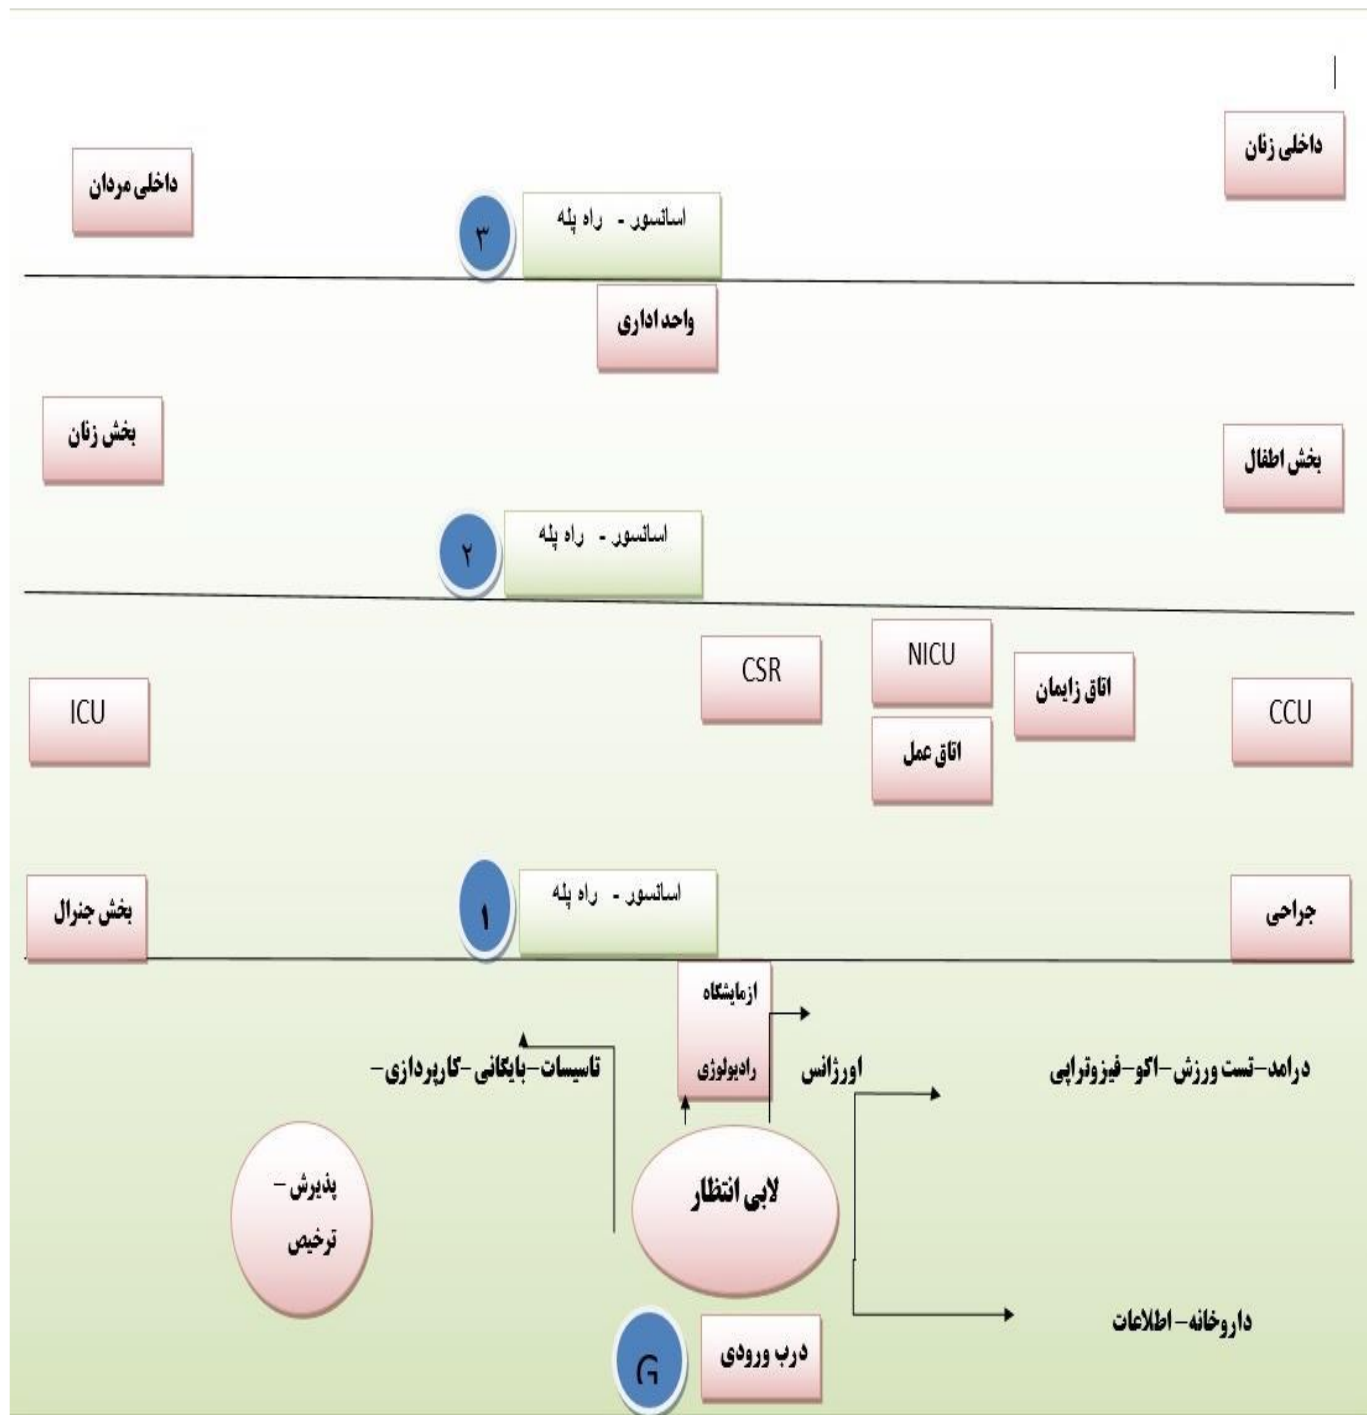 داخلی زنان
داخلی مردان
۳
اسانسور - راه پله
واحد اداری
بخش زنان
بخش اطفال
۲
اسانسور - راه پله
CSR
NICU
اتاق زایمان
ICU
CCU
اتاق عمل
بخش جنرال
۱
اسانسور - راه پله
جراحی
ازمایشگاه
رادیولوژی
درامد-تست ورزش-اکو-فیزوتراپی
اورژانس
تاسیسات-بایگانی-کارپردازی-
لابی انتظار
پذیرش -
ترخیص
داروخانه-اطلاعات
درب ورودی
G